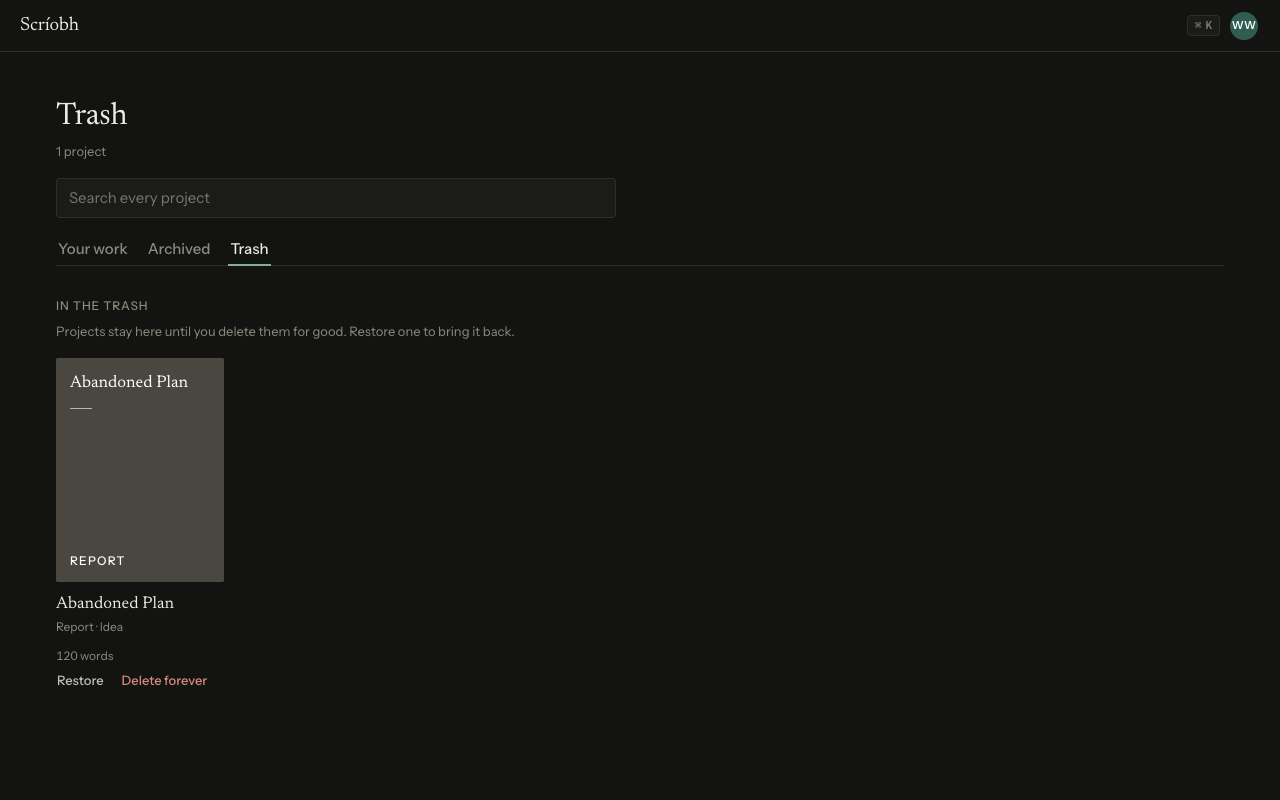 Scríobh
⌘ K
WW
Trash
1 project
Search every project
Your work
Archived
Trash
IN THE TRASH
Projects stay here until you delete them for good. Restore one to bring it back.
Abandoned Plan
REPORT
Abandoned Plan
Report · Idea
120 words
Restore
Delete forever